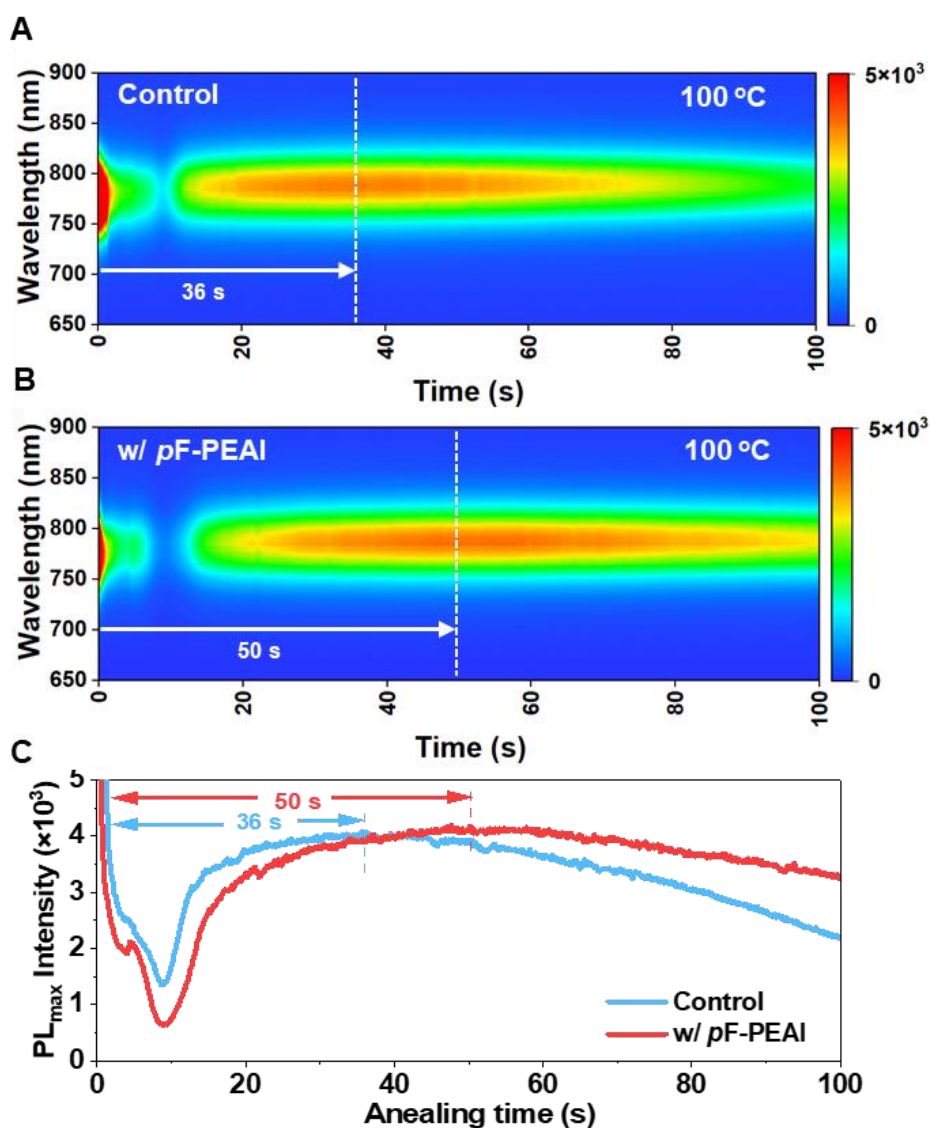 A
Wavelength (nm)
900
850
800
750
700
650
Control
100 °C
36 s
0
20
40
60
80
100
Time (s)
5×10³
0
B
Wavelength (nm)
900
850
800
750
700
650
w/ pF-PEAI
100 °C
50 s
0
20
40
60
80
100
Time (s)
5×10³
0
C
PLmax Intensity (×10³)
5
4
3
2
1
0
50 s
36 s
Control
w/ pF-PEAI
0
20
40
60
80
100
Anealing time (s)